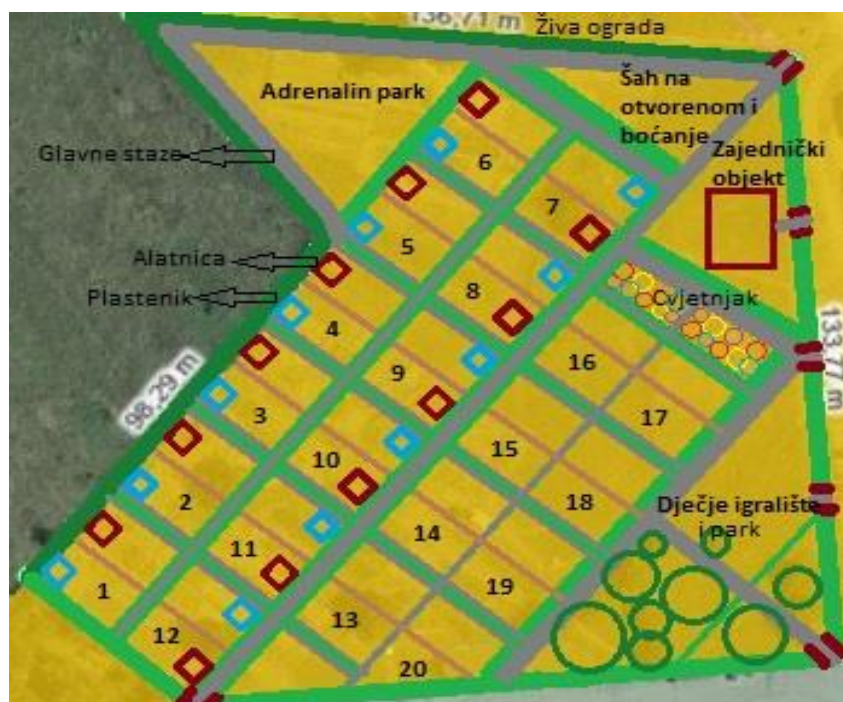 136,71 m
Živa ograda
Adrenalin park
Šah na
otvorenom i
boćanje
Zajednički
objekt
Glavne staze
Alatnica
Plastenik
Cvjetnjak
98,29 m
133.77 m
6
7
5
8
4
9
16
3
17
10
15
2
18
11
14
1
19
12
13
20
Dječje igralište
i park